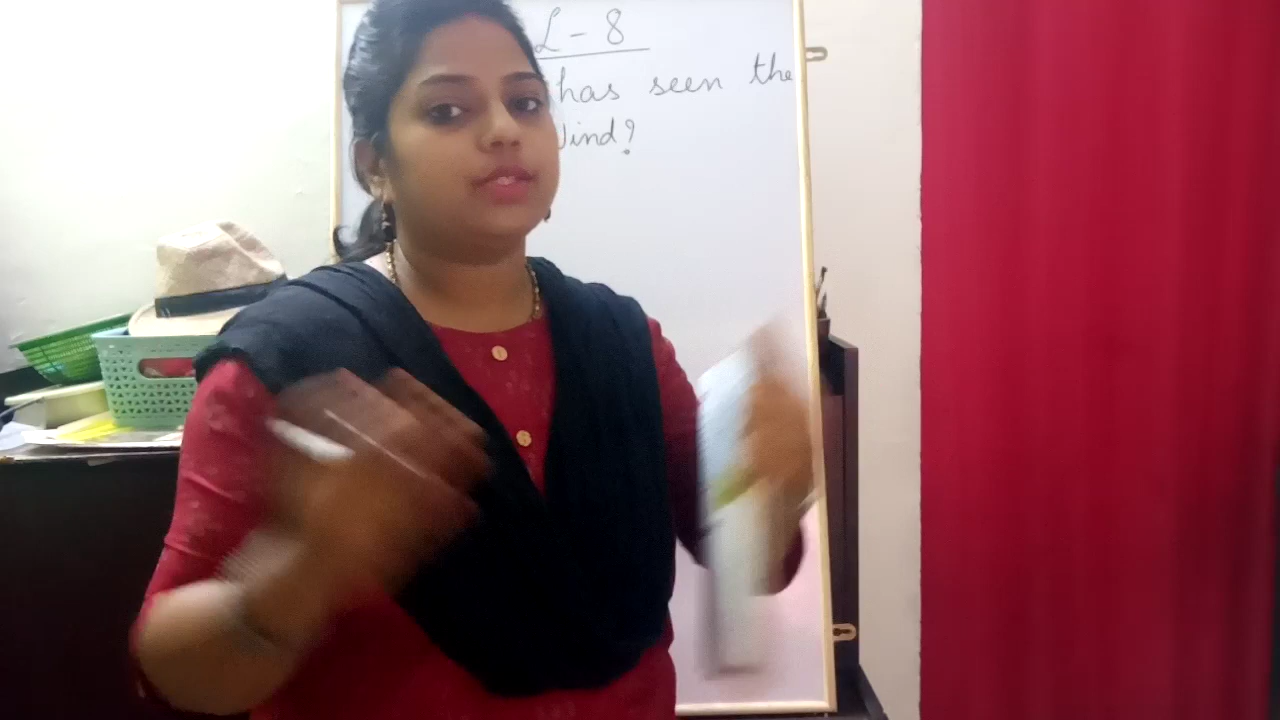 L - 8
has seen the
ind?